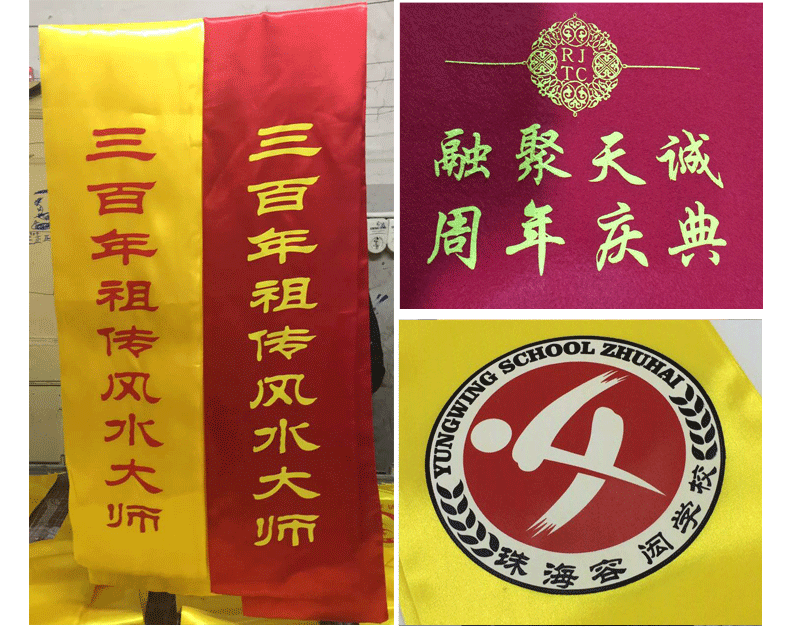 三百年祖传风水大师
三百年祖传风水大师
RJ
TC
融聚天诚
周年庆典
YUNGWING SCHOOL ZHUHAI
珠海容闳学校